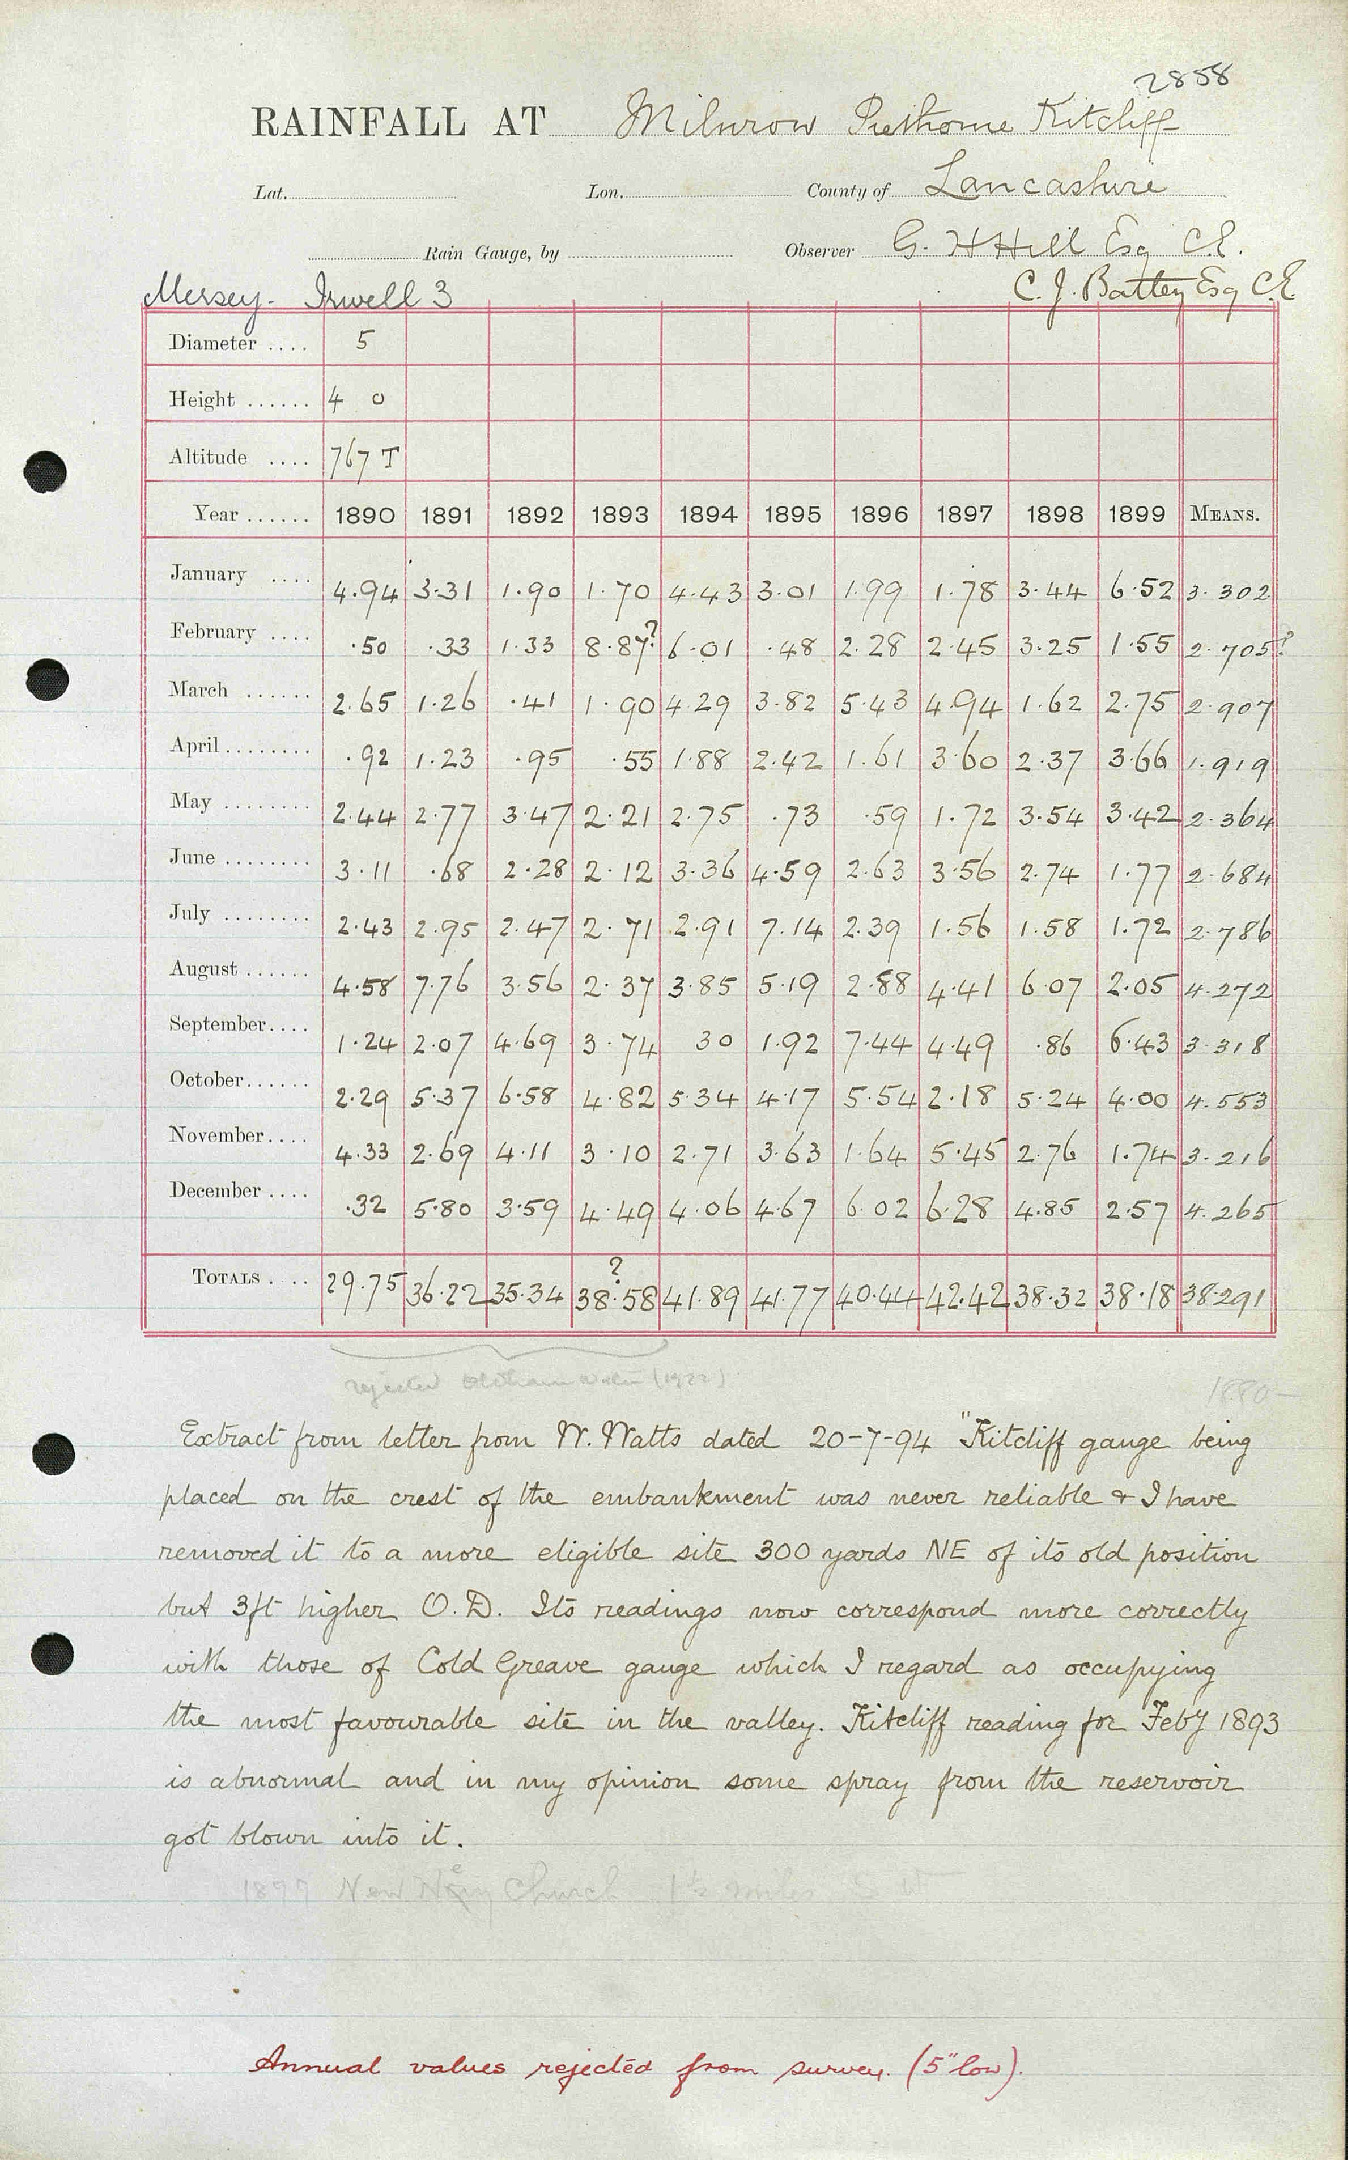 2858
RAINFALL AT Milnrow Piethorne Kitcliff
Lat. Lon. County of Lancashire
Rain Gauge, by Observer G. H Hill Esq C.E.
Mersey. Irwell 3 C. J. Battey Esq C.E
Diameter .... 5
Height ...... 4 0
Altitude .... 767 T
Year ...... 1890 1891 1892 1893 1894 1895 1896 1897 1898 1899 MEANS.
January .... 4.94 3.31 1.90 1.70 4.43 3.01 1.99 1.78 3.44 6.52 3.302
February .... .50 .33 1.33 8.87? 6.01 .48 2.28 2.45 3.25 1.55 2.705?
March ...... 2.65 1.26 .41 1.90 4.29 3.82 5.43 4.94 1.62 2.75 2.907
April ........ .92 1.23 .95 .55 1.88 2.42 1.61 3.60 2.37 3.66 1.919
May ........ 2.44 2.77 3.47 2.21 2.75 .73 .59 1.72 3.54 3.42 2.364
June ........ 3.11 .68 2.28 2.12 3.36 4.59 2.63 3.56 2.74 1.77 2.684
July ........ 2.43 2.95 2.47 2.71 2.91 7.14 2.39 1.56 1.58 1.72 2.786
August ...... 4.58 7.76 3.56 2.37 3.85 5.19 2.88 4.41 6.07 2.05 4.272
September.... 1.24 2.07 4.69 3.74 30 1.92 7.44 4.49 .86 6.43 3.318
October...... 2.29 5.37 6.58 4.82 5.34 4.17 5.54 2.18 5.24 4.00 4.553
November.... 4.33 2.69 4.11 3.10 2.71 3.63 1.64 5.45 2.76 1.74 3.216
December .... .32 5.80 3.59 4.49 4.06 4.67 6.02 6.28 4.85 2.57 4.265
TOTALS .... 29.75 36.22 35.34 38.58? 41.89 41.77 40.44 42.42 38.32 38.18 38.291
rejected Oldham Water (1922) 1880-
Extract from letter from W. Watts dated 20-7-94 "Kitcliff gauge being
placed on the crest of the embankment was never reliable & I have
removed it to a more eligible site 300 yards NE of its old position
but 3ft higher O.D. Its readings now correspond more correctly
with those of Cold Greave gauge which I regard as occupying
the most favourable site in the valley. Kitcliff reading for Feby 1893
is abnormal and in my opinion some spray from the reservoir
got blown into it.
1897 New Hey Church 1½ miles S W
Annual values rejected from survey. (5" low).